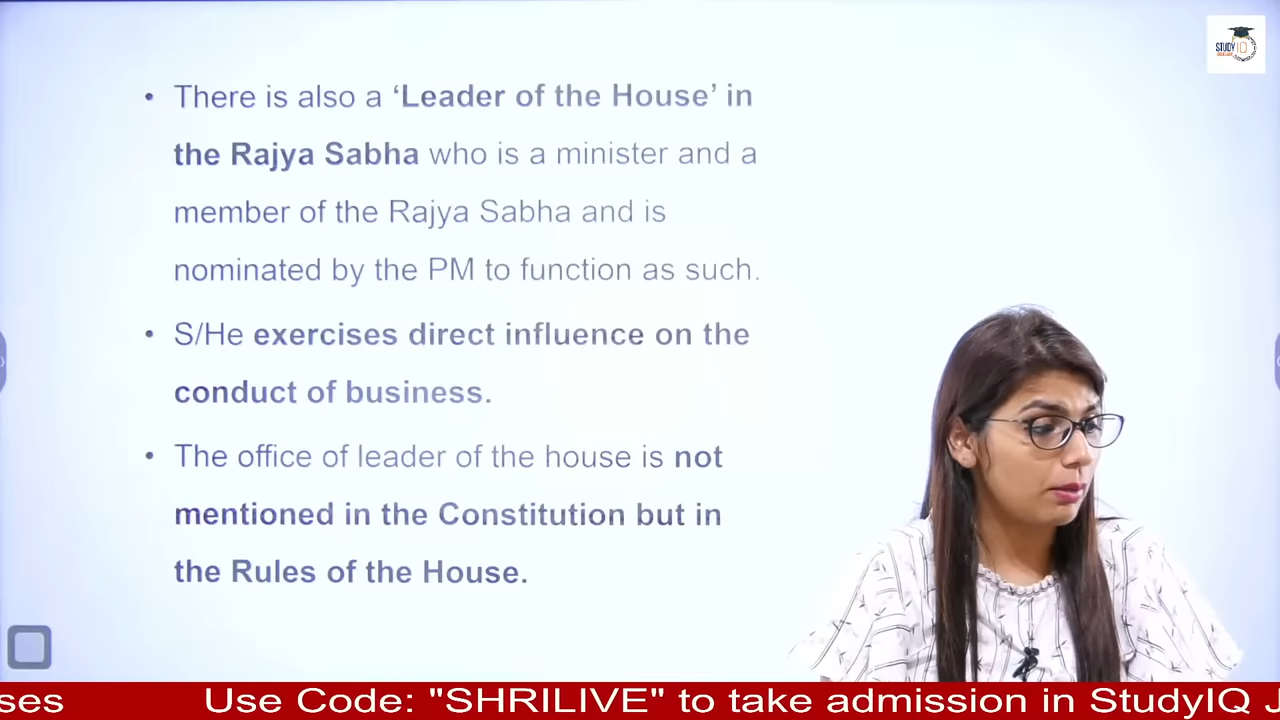 STUDY IQ
• There is also a ‘Leader of the House’ in
the Rajya Sabha who is a minister and a
member of the Rajya Sabha and is
nominated by the PM to function as such.
• S/He exercises direct influence on the
conduct of business.
• The office of leader of the house is not
mentioned in the Constitution but in
the Rules of the House.
ses Use Code: "SHRILIVE" to take admission in StudyIQ J